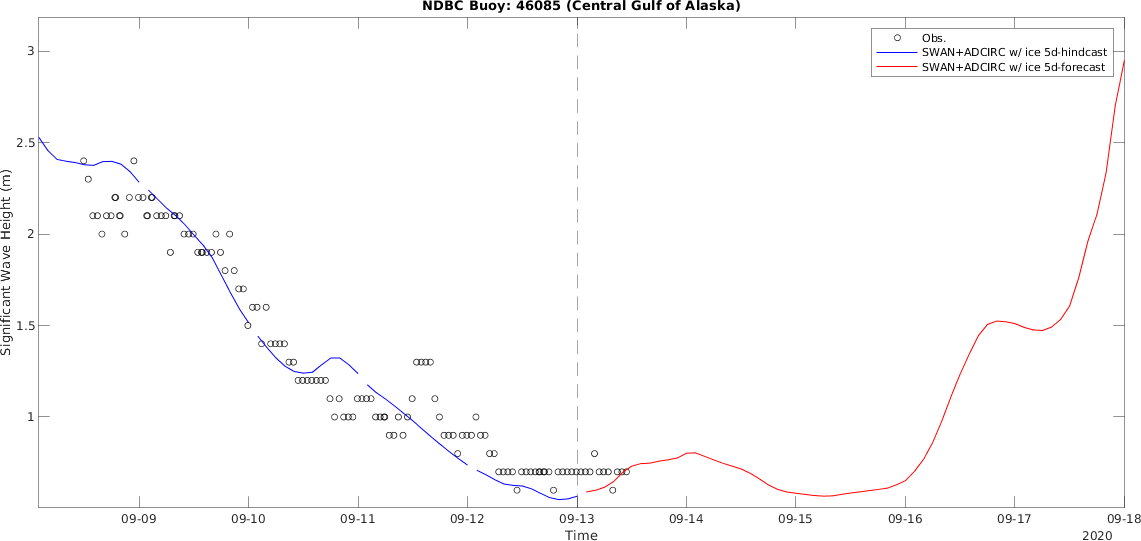 NDBC Buoy: 46085 (Central Gulf of Alaska)
Obs.
SWAN+ADCIRC w/ ice 5d-hindcast
SWAN+ADCIRC w/ ice 5d-forecast
Significant Wave Height (m)
3
2.5
2
1.5
1
09-09 09-10 09-11 09-12 09-13 09-14 09-15 09-16 09-17 09-18
Time
2020